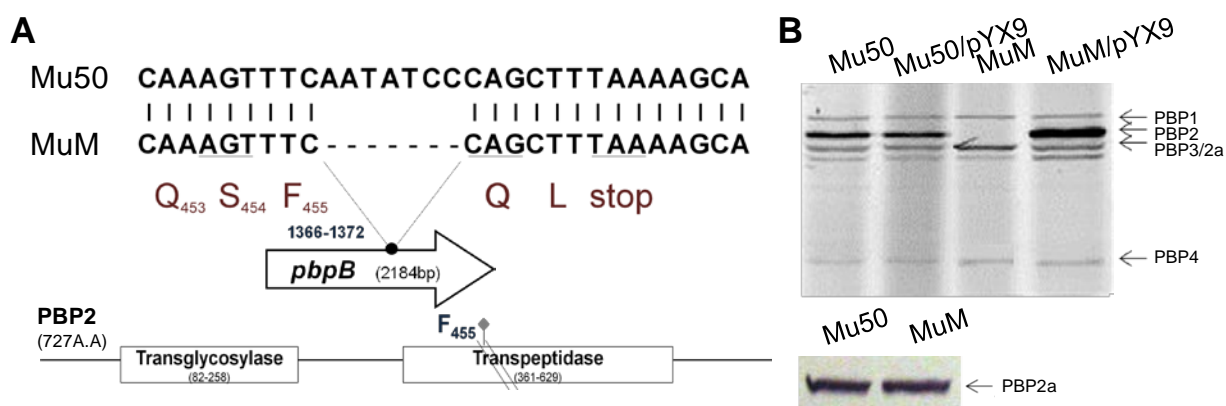 A
Mu50 CAAAGTTTCAATATCCCAGCTTTAAAAGCA
MuM CAAAGTTTC - - - - - - - CAGCTTTAAAAGCA
Q453 S454 F455 Q L stop
1366-1372
pbpB (2184bp)
PBP2
(727A.A)
F455
Transglycosylase
(82-258)
Transpeptidase
(361-629)
B
Mu50 Mu50/pYX9 MuM MuM/pYX9
PBP1
PBP2
PBP3/2a
PBP4
Mu50 MuM
PBP2a